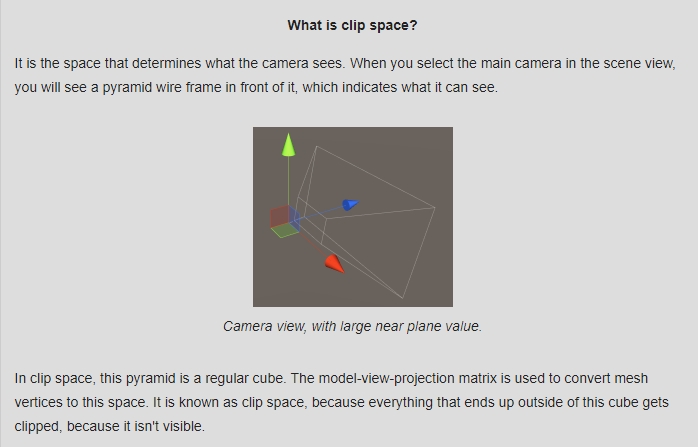 What is clip space?
It is the space that determines what the camera sees. When you select the main camera in the scene view,
you will see a pyramid wire frame in front of it, which indicates what it can see.
Camera view, with large near plane value.
In clip space, this pyramid is a regular cube. The model-view-projection matrix is used to convert mesh
vertices to this space. It is known as clip space, because everything that ends up outside of this cube gets
clipped, because it isn't visible.